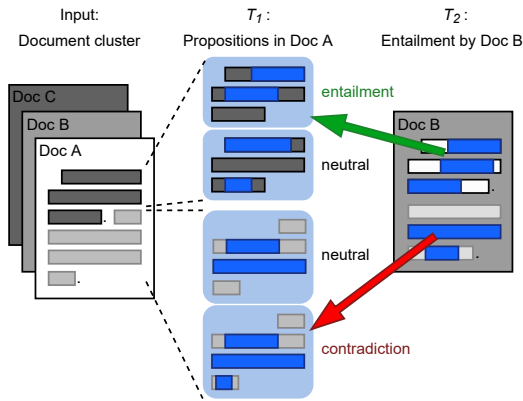 Input:
Document cluster
T1:
Propositions in Doc A
T2:
Entailment by Doc B
Doc C
Doc B
Doc A
.
.
entailment
neutral
neutral
contradiction
Doc B
.
.